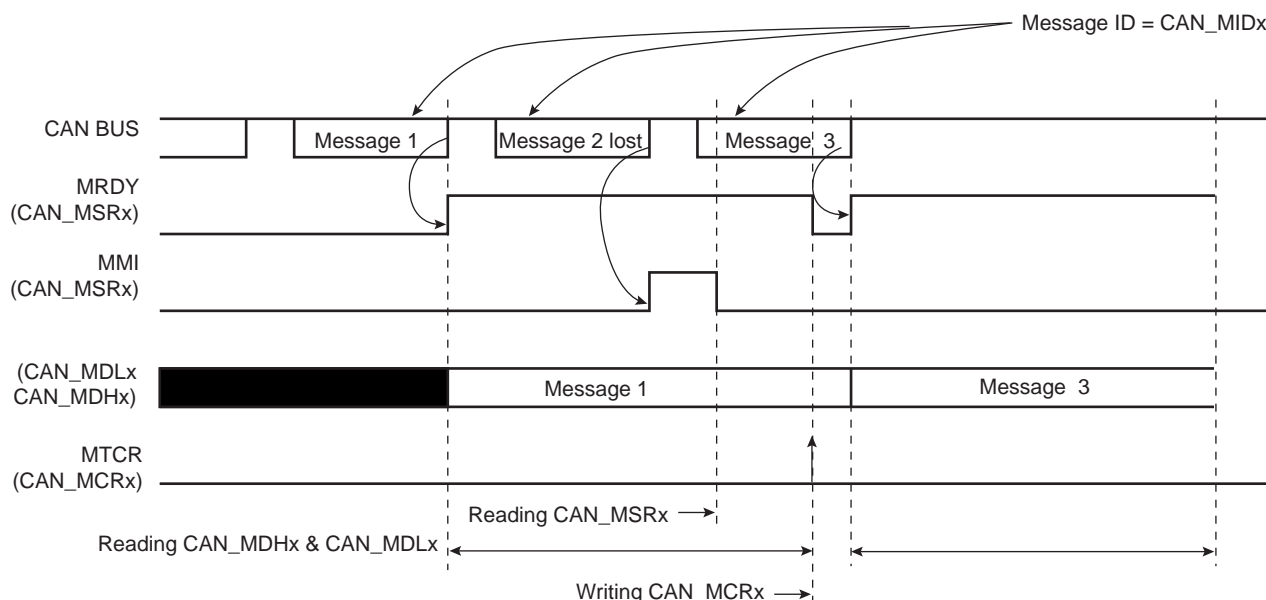 Message ID = CAN_MIDx
CAN BUS
Message 1
Message 2 lost
Message 3
MRDY
(CAN_MSRx)
MMI
(CAN_MSRx)
(CAN_MDLx
CAN_MDHx)
Message 1
Message 3
MTCR
(CAN_MCRx)
Reading CAN_MSRx
Reading CAN_MDHx & CAN_MDLx
Writing CAN_MCRx